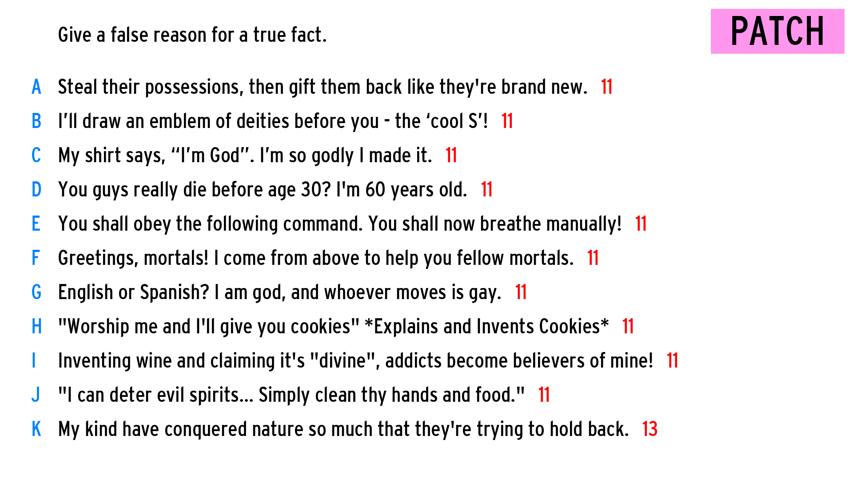 Give a false reason for a true fact.
PATCH
A Steal their possessions, then gift them back like they're brand new. 11
B I'll draw an emblem of deities before you - the ‘cool S’! 11
C My shirt says, “I'm God”. I'm so godly I made it. 11
D You guys really die before age 30? I'm 60 years old. 11
E You shall obey the following command. You shall now breathe manually! 11
F Greetings, mortals! I come from above to help you fellow mortals. 11
G English or Spanish? I am god, and whoever moves is gay. 11
H "Worship me and I'll give you cookies" *Explains and Invents Cookies* 11
I Inventing wine and claiming it's "divine", addicts become believers of mine! 11
J "I can deter evil spirits... Simply clean thy hands and food." 11
K My kind have conquered nature so much that they're trying to hold back. 13